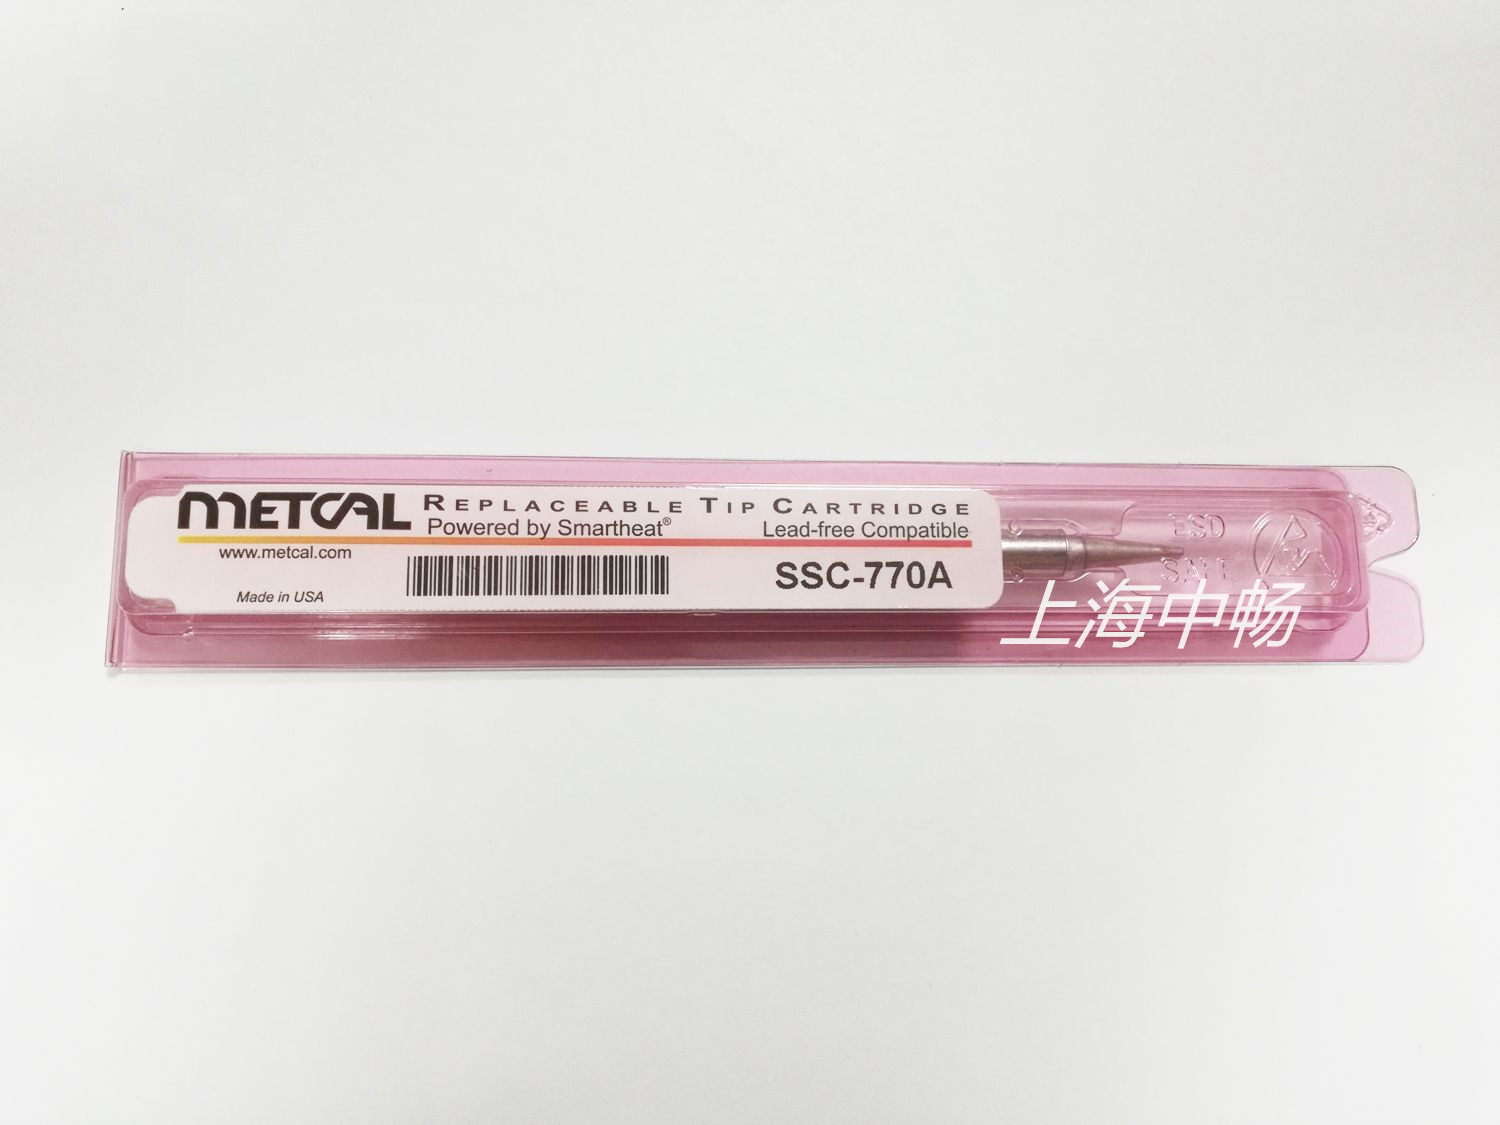 METCAL REPLACEABLE TIP CARTRIDGE
Powered by Smartheat® Lead-free Compatible
www.metcal.com
SSC-770A
Made in USA
ESD
SAFE
上海中畅